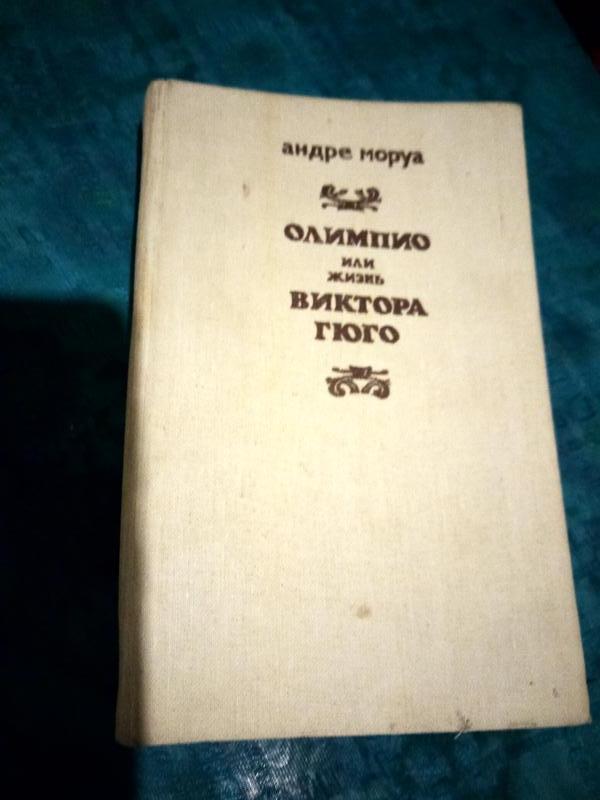 андре моруа
ОЛИМПИО
ИЛИ
ЖИЗНЬ
ВИКТОРА
ГЮГО